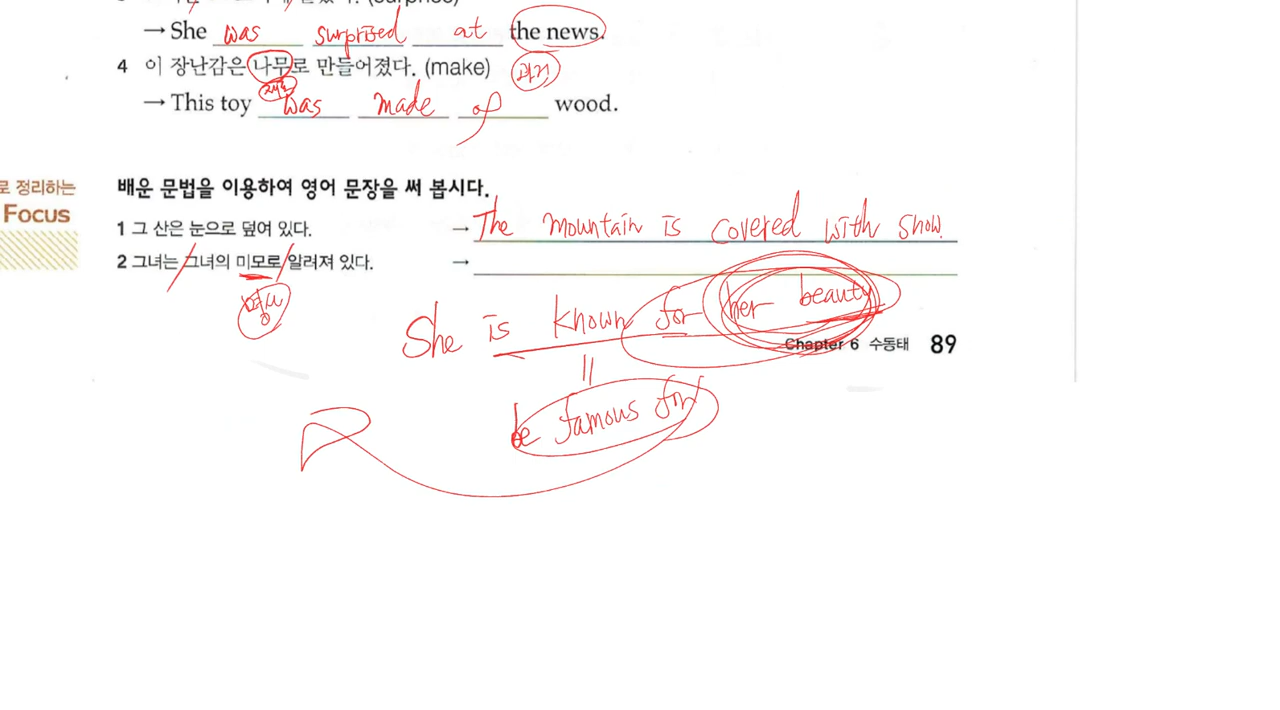 (surprise)
→ She was surprised at the news.
4 이 장난감은 나무로 만들어졌다. (make) 과거
재료
→ This toy was made of wood.
로 정리하는
Focus
배운 문법을 이용하여 영어 문장을 써 봅시다.
1 그 산은 눈으로 덮여 있다. → The mountain is covered with snow.
2 그녀는 그녀의 미모로 알려져 있다. →
She is known for her beauty
Chapter 6 수동태 89
||
be famous for